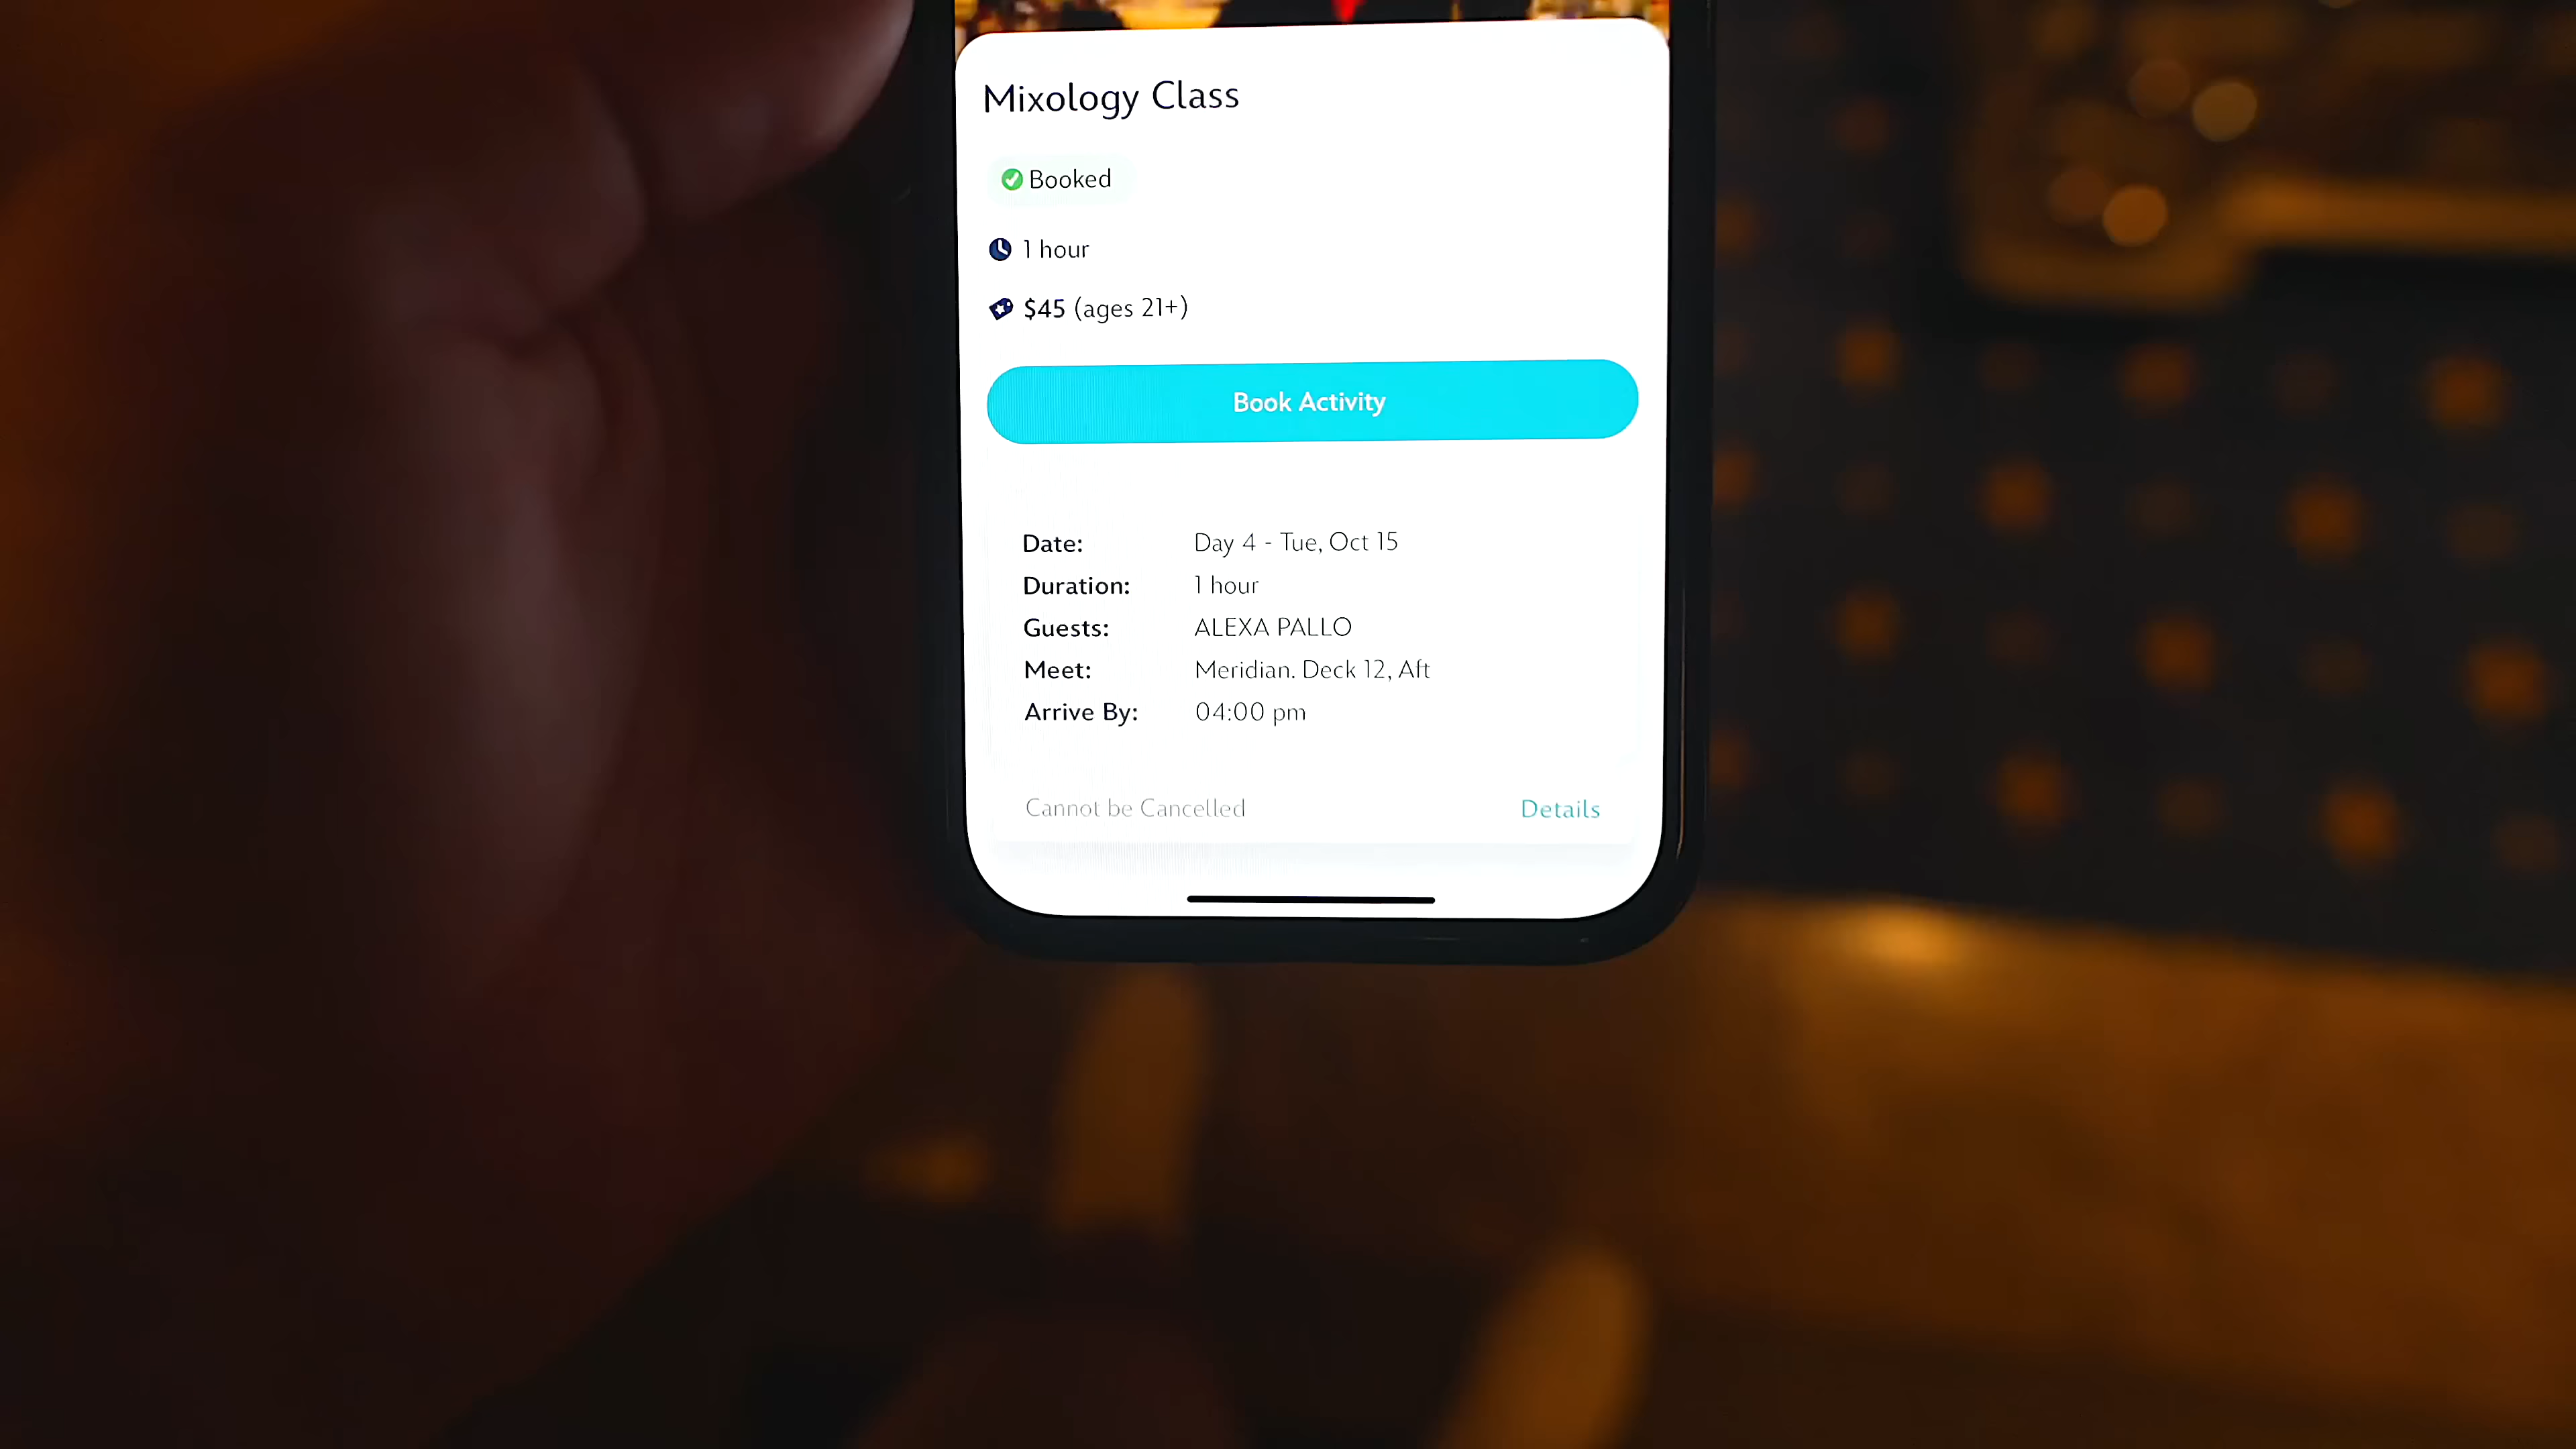 Mixology Class
Booked
1 hour
$45 (ages 21+)
Book Activity
Date: Day 4 - Tue, Oct 15
Duration: 1 hour
Guests: ALEXA PALLO
Meet: Meridian. Deck 12, Aft
Arrive By: 04:00 pm
Cannot be Cancelled Details